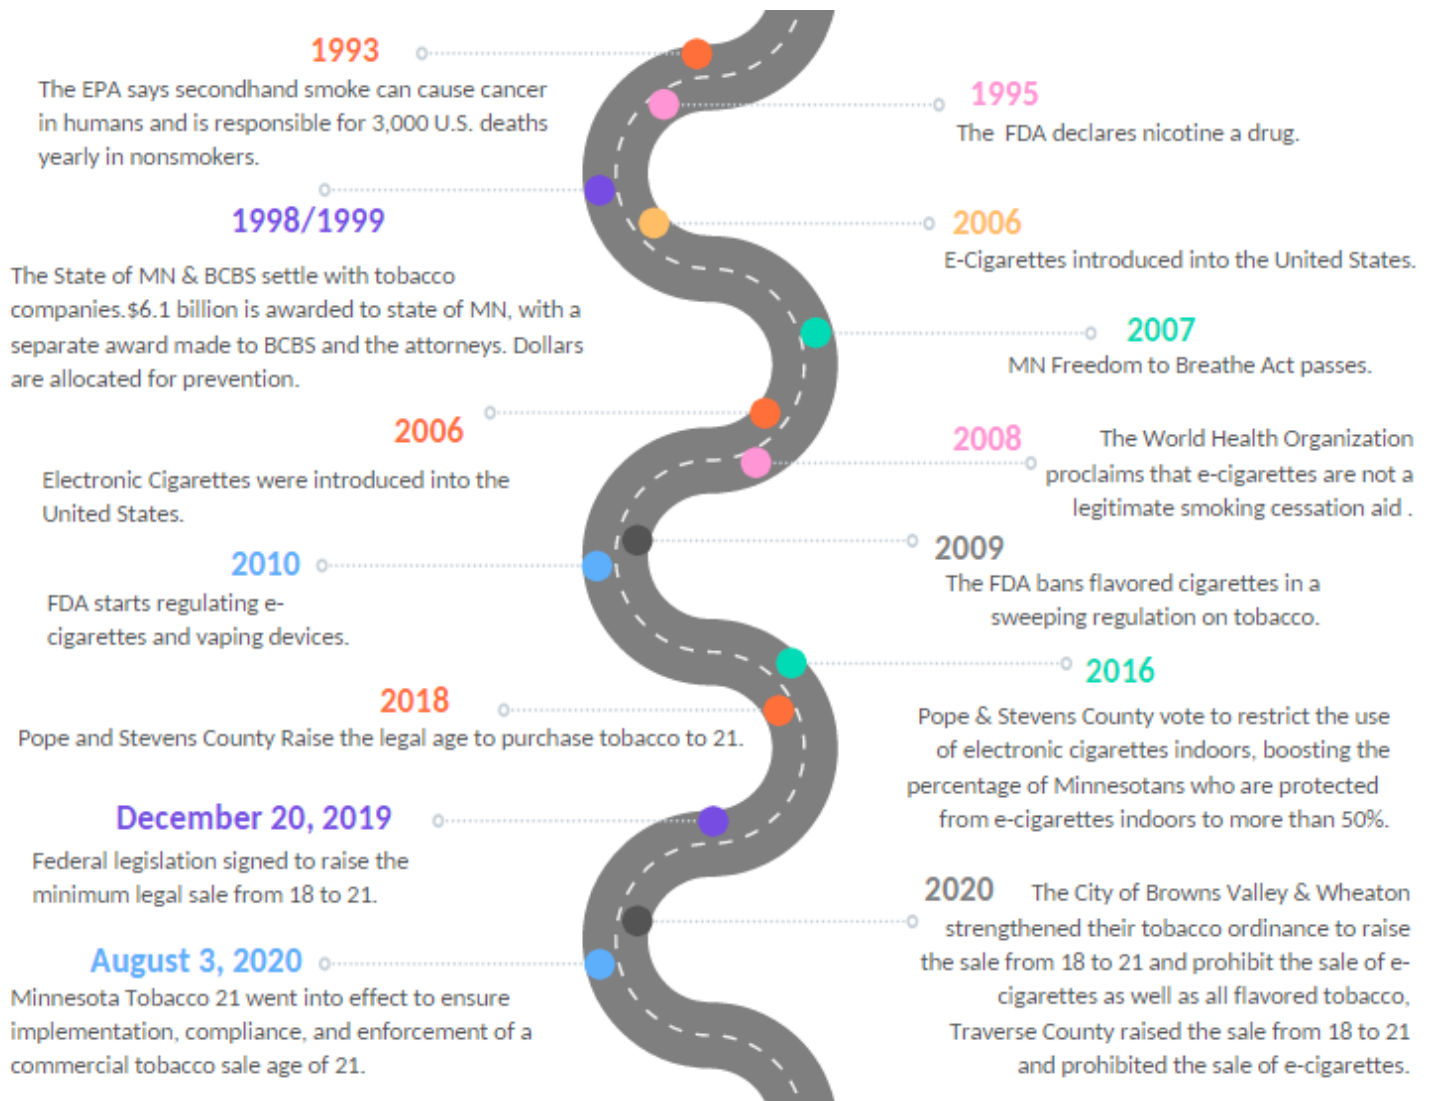 1993
The EPA says secondhand smoke can cause cancer
in humans and is responsible for 3,000 U.S. deaths
yearly in nonsmokers.
1995
The FDA declares nicotine a drug.
1998/1999
The State of MN & BCBS settle with tobacco
companies.$6.1 billion is awarded to state of MN, with a
separate award made to BCBS and the attorneys. Dollars
are allocated for prevention.
2006
E-Cigarettes introduced into the United States.
2007
MN Freedom to Breathe Act passes.
2006
Electronic Cigarettes were introduced into the
United States.
2008
The World Health Organization
proclaims that e-cigarettes are not a
legitimate smoking cessation aid .
2009
The FDA bans flavored cigarettes in a
sweeping regulation on tobacco.
2010
FDA starts regulating e-
cigarettes and vaping devices.
2016
Pope & Stevens County vote to restrict the use
of electronic cigarettes indoors, boosting the
percentage of Minnesotans who are protected
from e-cigarettes indoors to more than 50%.
2018
Pope and Stevens County Raise the legal age to purchase tobacco to 21.
December 20, 2019
Federal legislation signed to raise the
minimum legal sale from 18 to 21.
2020 The City of Browns Valley & Wheaton
strengthened their tobacco ordinance to raise
the sale from 18 to 21 and prohibit the sale of e-
cigarettes as well as all flavored tobacco,
Traverse County raised the sale from 18 to 21
and prohibited the sale of e-cigarettes.
August 3, 2020
Minnesota Tobacco 21 went into effect to ensure
implementation, compliance, and enforcement of a
commercial tobacco sale age of 21.